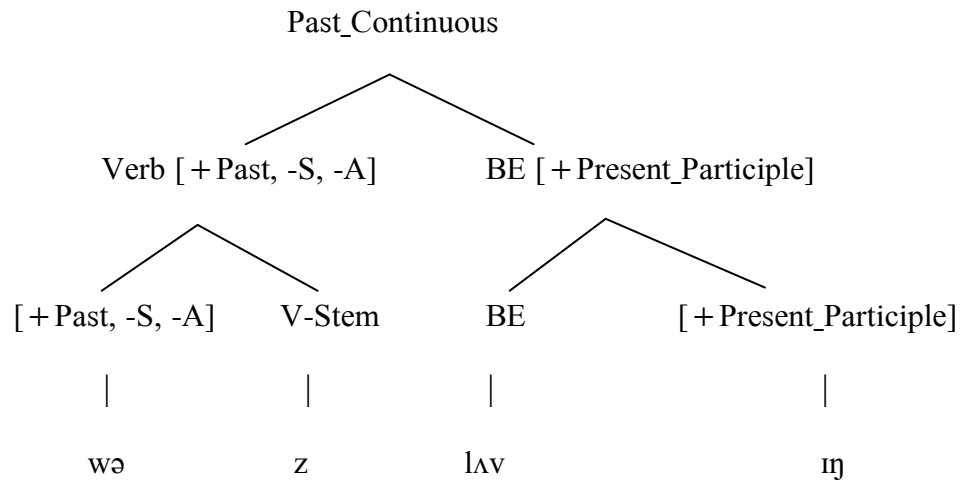 Past_Continuous
Verb [+Past, -S, -A] BE [+Present_Participle]
[+Past, -S, -A] V-Stem BE [+Present_Participle]
| | | |
wə z lʌv ɪŋ